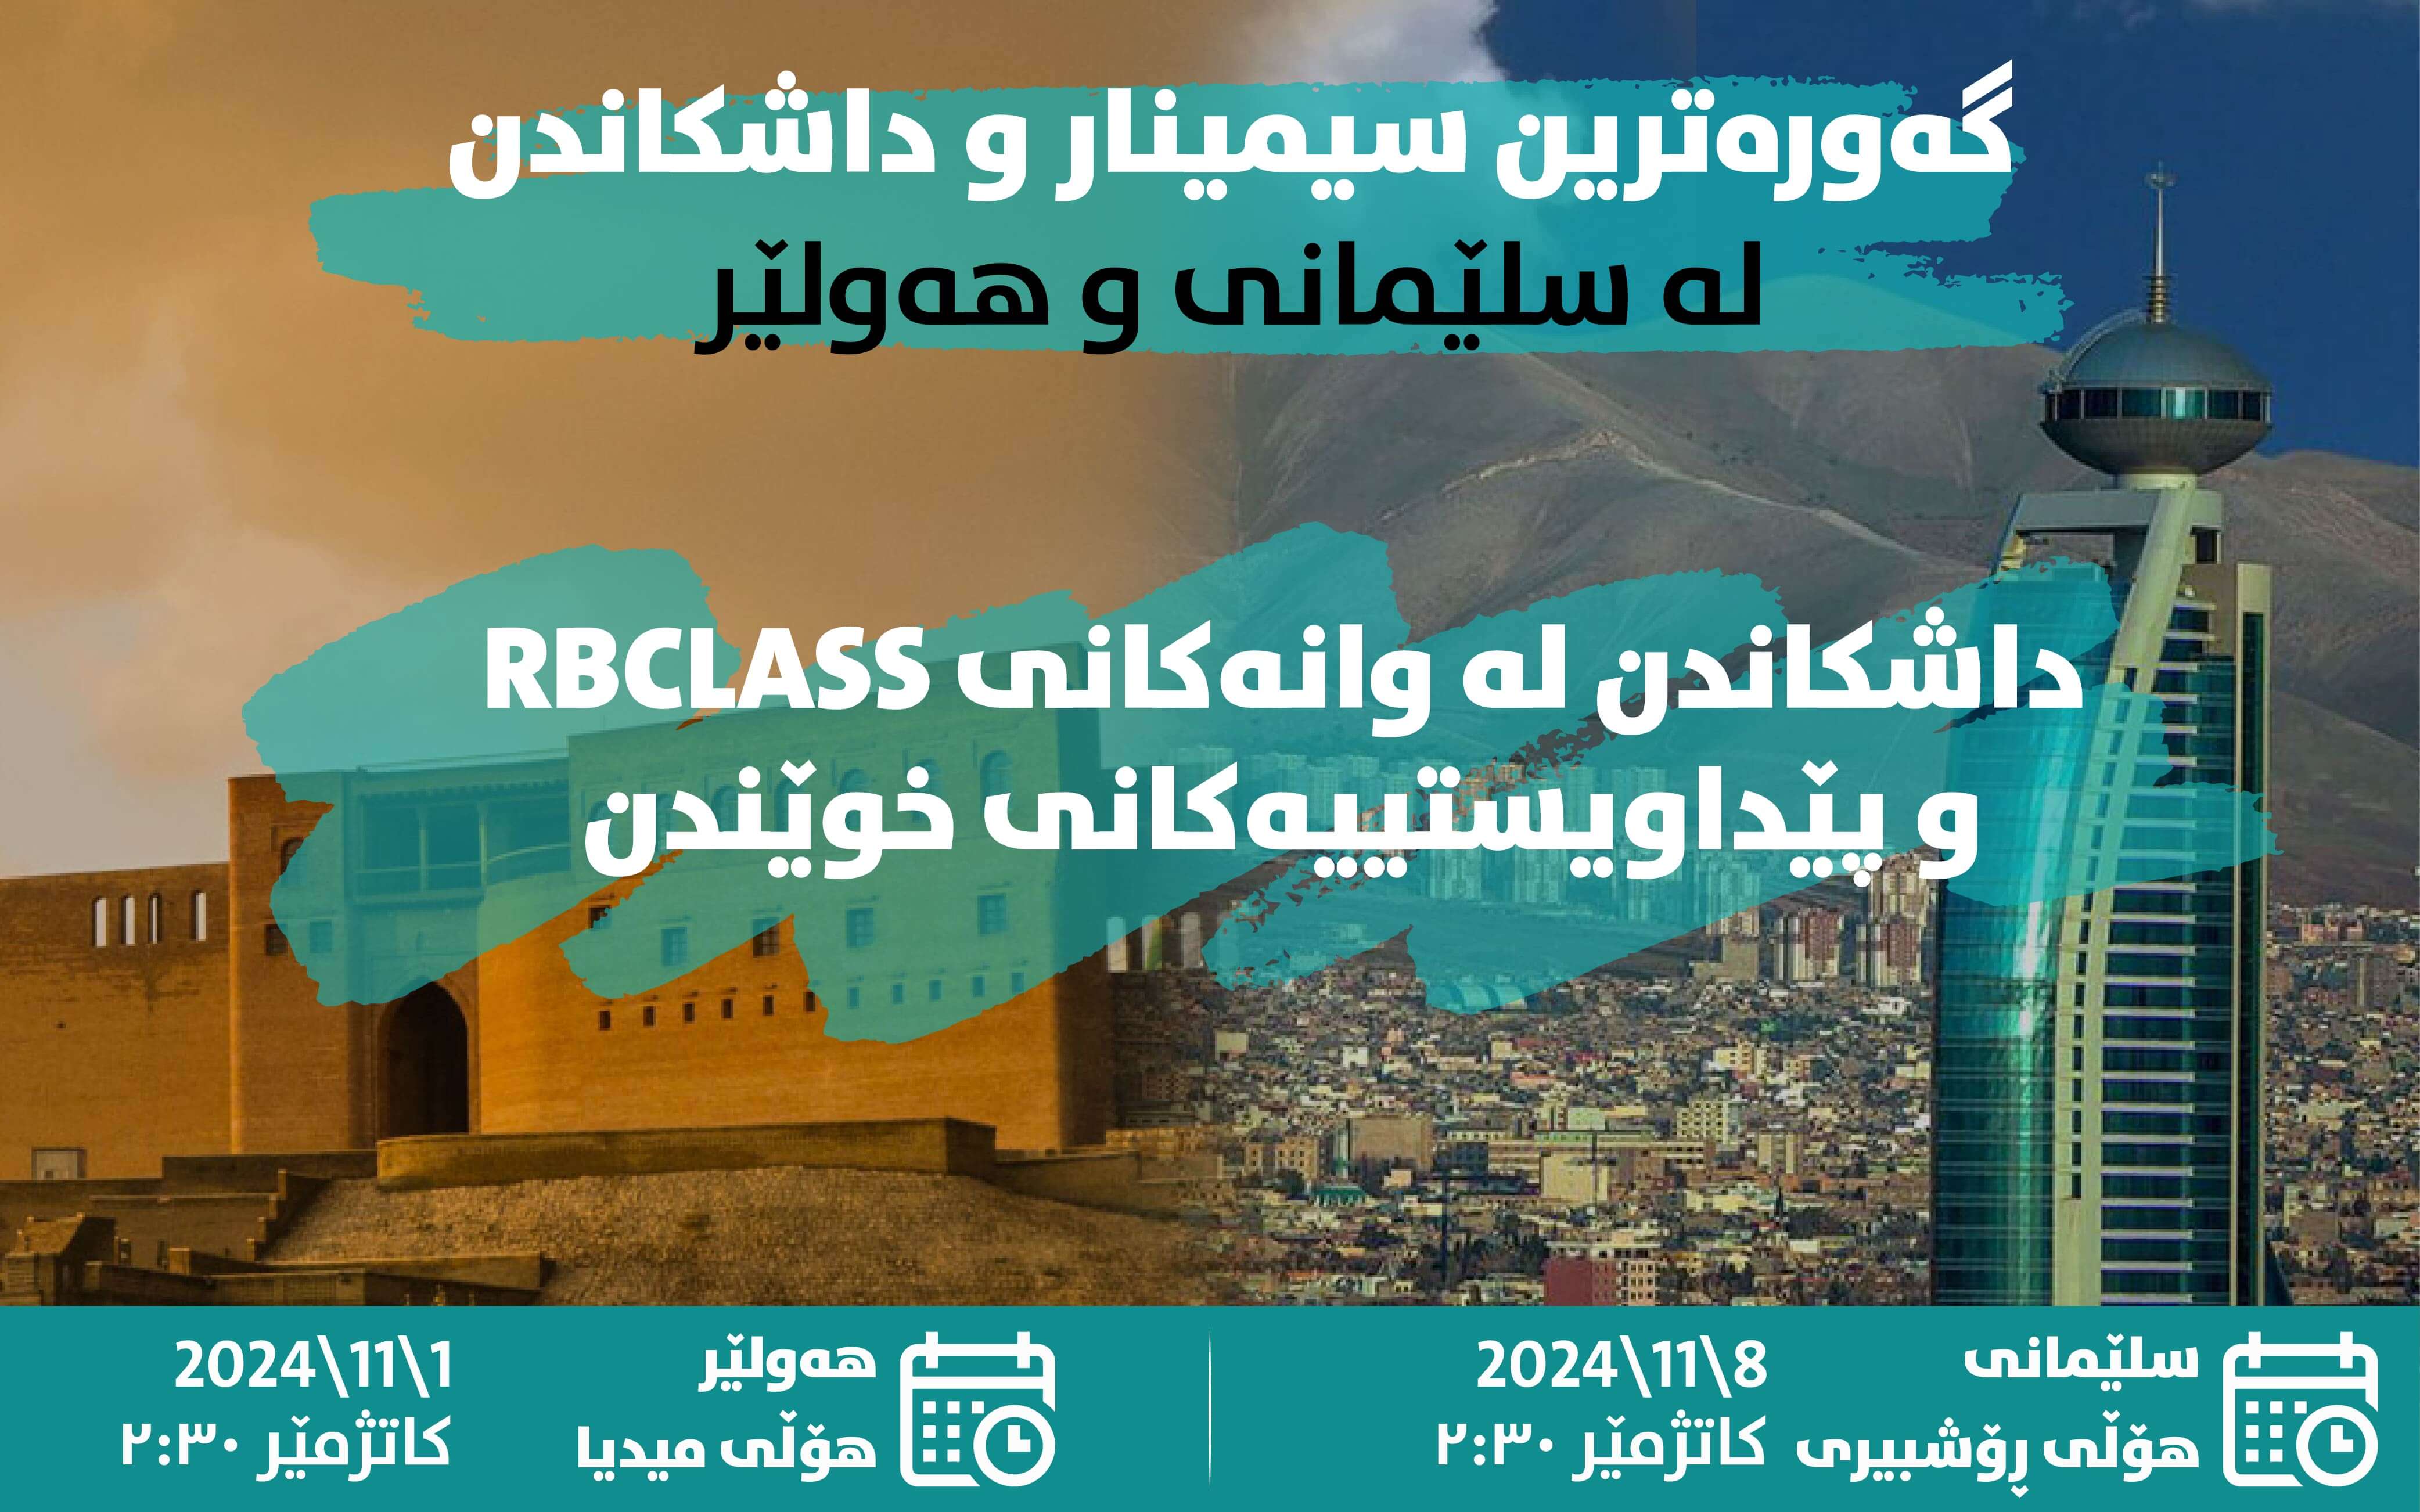 گەورەترین سیمینار و داشکاندن
لە سلێمانی و هەولێر
داشکاندن لە وانەکانی RBCLASS
و پێداویستییەکانی خوێندن
سلێمانی
هۆڵی ڕۆشبیری
2024\11\8
کاتژمێر ٢:٣٠
هەولێر
هۆڵی میدیا
2024\11\1
کاتژمێر ٢:٣٠